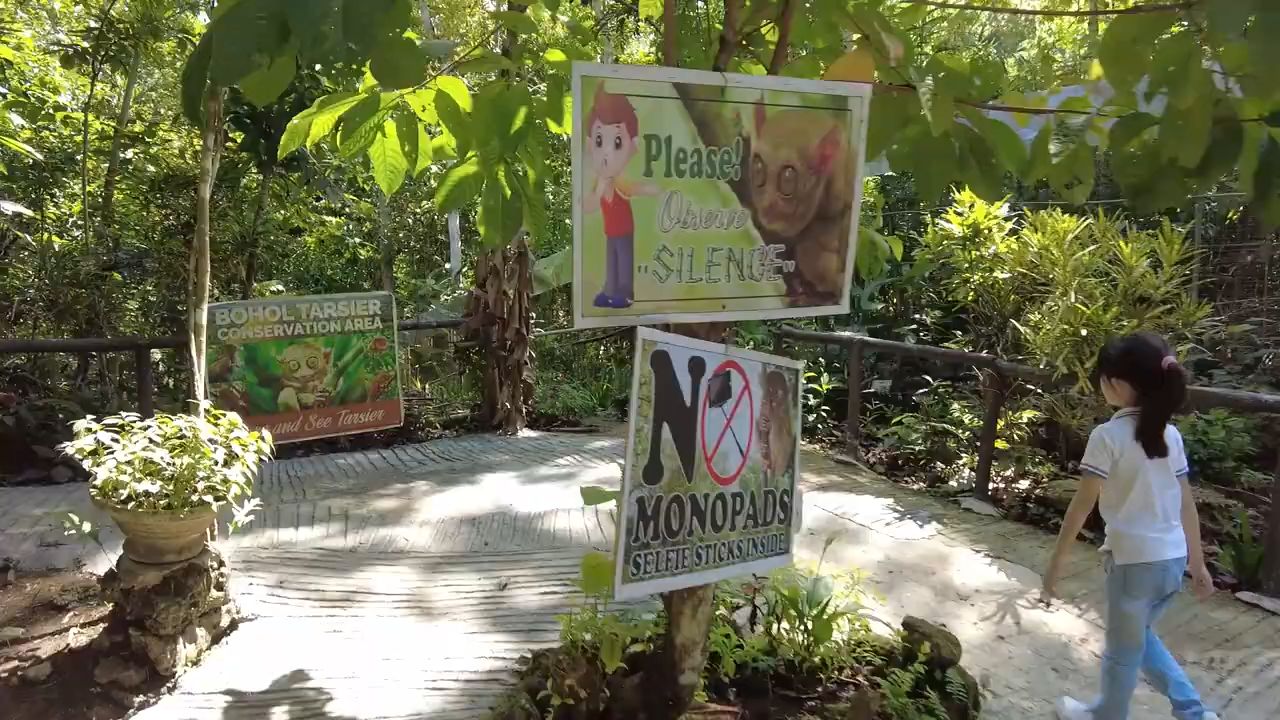 Please!
Observe
"SILENCE"
BOHOL TARSIER
CONSERVATION AREA
and See Tarsier
NO
MONOPADS
SELFIE STICKS INSIDE